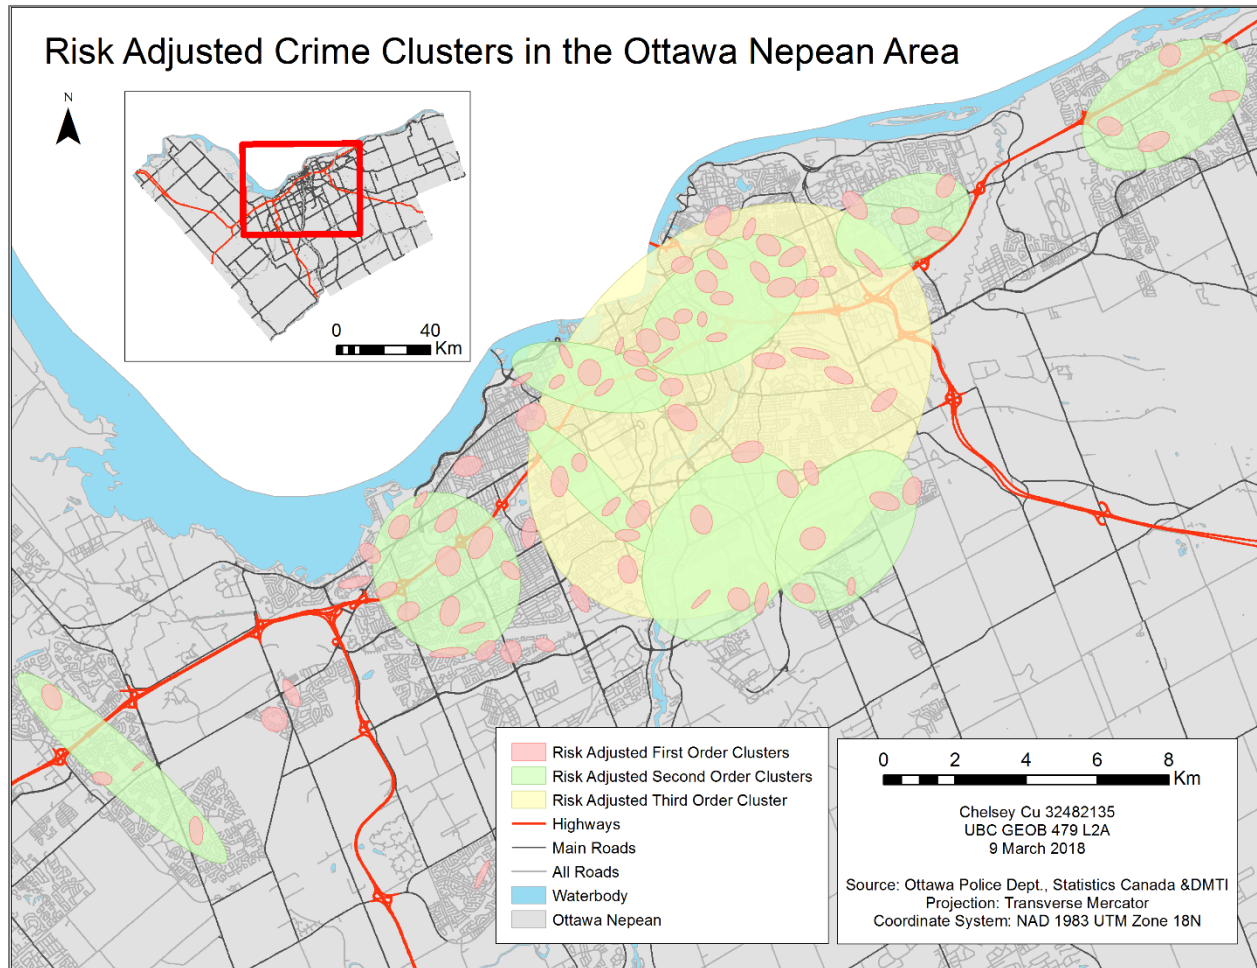 Risk Adjusted Crime Clusters in the Ottawa Nepean Area
N
0 40
Km
Risk Adjusted First Order Clusters
Risk Adjusted Second Order Clusters
Risk Adjusted Third Order Cluster
Highways
Main Roads
All Roads
Waterbody
Ottawa Nepean
0 2 4 6 8
Km
Chelsey Cu 32482135
UBC GEOB 479 L2A
9 March 2018
Source: Ottawa Police Dept., Statistics Canada &DMTI
Projection: Transverse Mercator
Coordinate System: NAD 1983 UTM Zone 18N